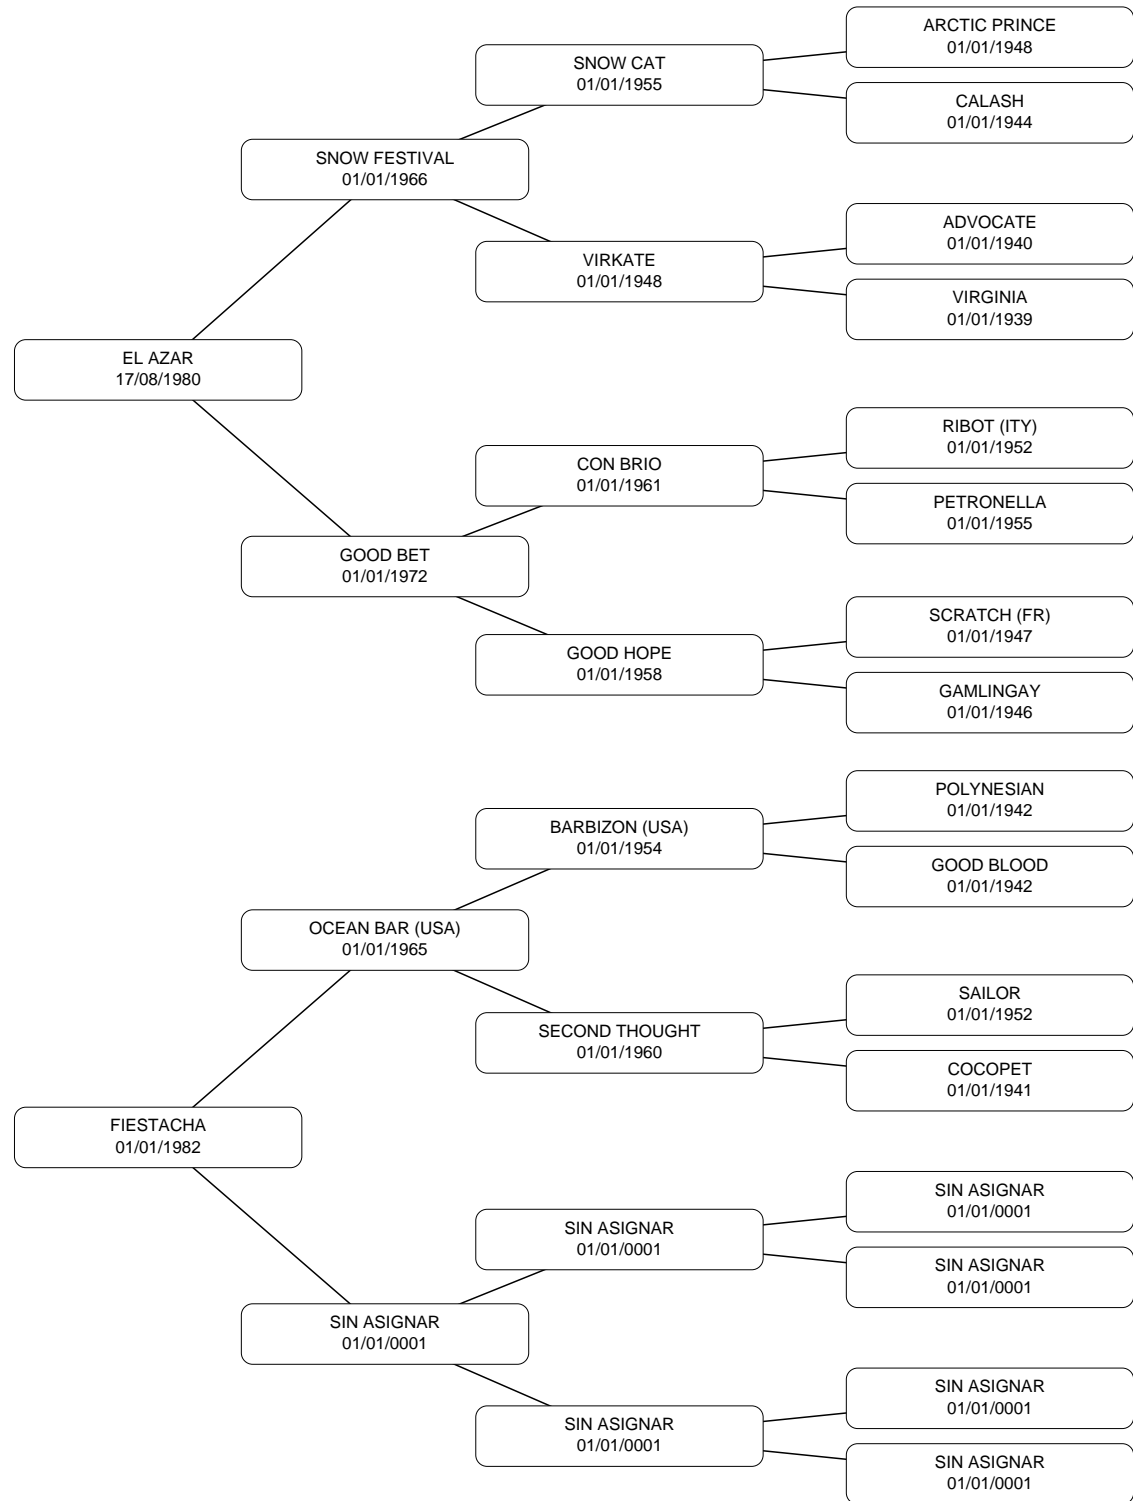 ARCTIC PRINCE
01/01/1948
SNOW CAT
01/01/1955
CALASH
01/01/1944
SNOW FESTIVAL
01/01/1966
ADVOCATE
01/01/1940
VIRKATE
01/01/1948
VIRGINIA
01/01/1939
EL AZAR
17/08/1980
RIBOT (ITY)
01/01/1952
CON BRIO
01/01/1961
PETRONELLA
01/01/1955
GOOD BET
01/01/1972
SCRATCH (FR)
01/01/1947
GOOD HOPE
01/01/1958
GAMLINGAY
01/01/1946
POLYNESIAN
01/01/1942
BARBIZON (USA)
01/01/1954
GOOD BLOOD
01/01/1942
OCEAN BAR (USA)
01/01/1965
SAILOR
01/01/1952
SECOND THOUGHT
01/01/1960
COCOPET
01/01/1941
FIESTACHA
01/01/1982
SIN ASIGNAR
01/01/0001
SIN ASIGNAR
01/01/0001
SIN ASIGNAR
01/01/0001
SIN ASIGNAR
01/01/0001
SIN ASIGNAR
01/01/0001
SIN ASIGNAR
01/01/0001
SIN ASIGNAR
01/01/0001